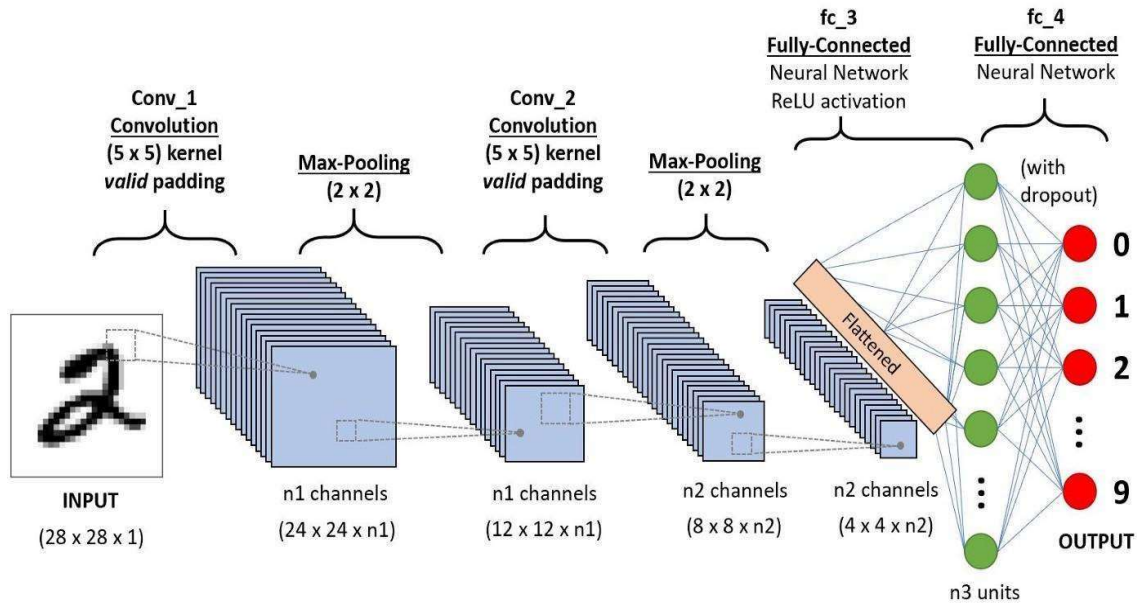 fc_3
Fully-Connected
Neural Network
ReLU activation
fc_4
Fully-Connected
Neural Network
Conv_1
Convolution
(5 x 5) kernel
valid padding
Max-Pooling
(2 x 2)
Conv_2
Convolution
(5 x 5) kernel
valid padding
Max-Pooling
(2 x 2)
(with
dropout)
Flattened
0
1
2
9
INPUT
(28 x 28 x 1)
n1 channels
(24 x 24 x n1)
n1 channels
(12 x 12 x n1)
n2 channels
(8 x 8 x n2)
n2 channels
(4 x 4 x n2)
n3 units
OUTPUT
2